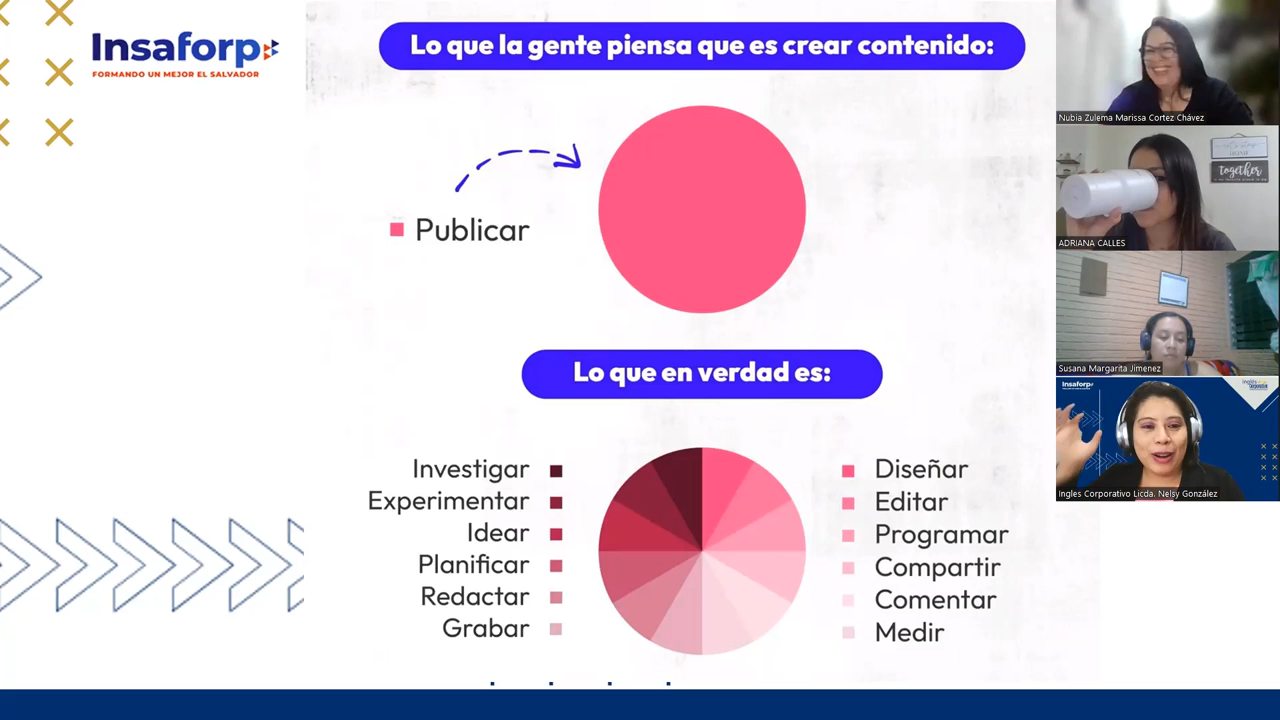 Insaforp
FORMANDO UN MEJOR EL SALVADOR
Lo que la gente piensa que es crear contenido:
Publicar
Lo que en verdad es:
Investigar
Experimentar
Idear
Planificar
Redactar
Grabar
Diseñar
Editar
Programar
Compartir
Comentar
Medir
Nubia Zulema Marissa Cortez Chávez
together
ADRIANA CALLES
Susana Margarita Jimenez
Insaforp
Ingles Corporativo Licda. Nelsy González